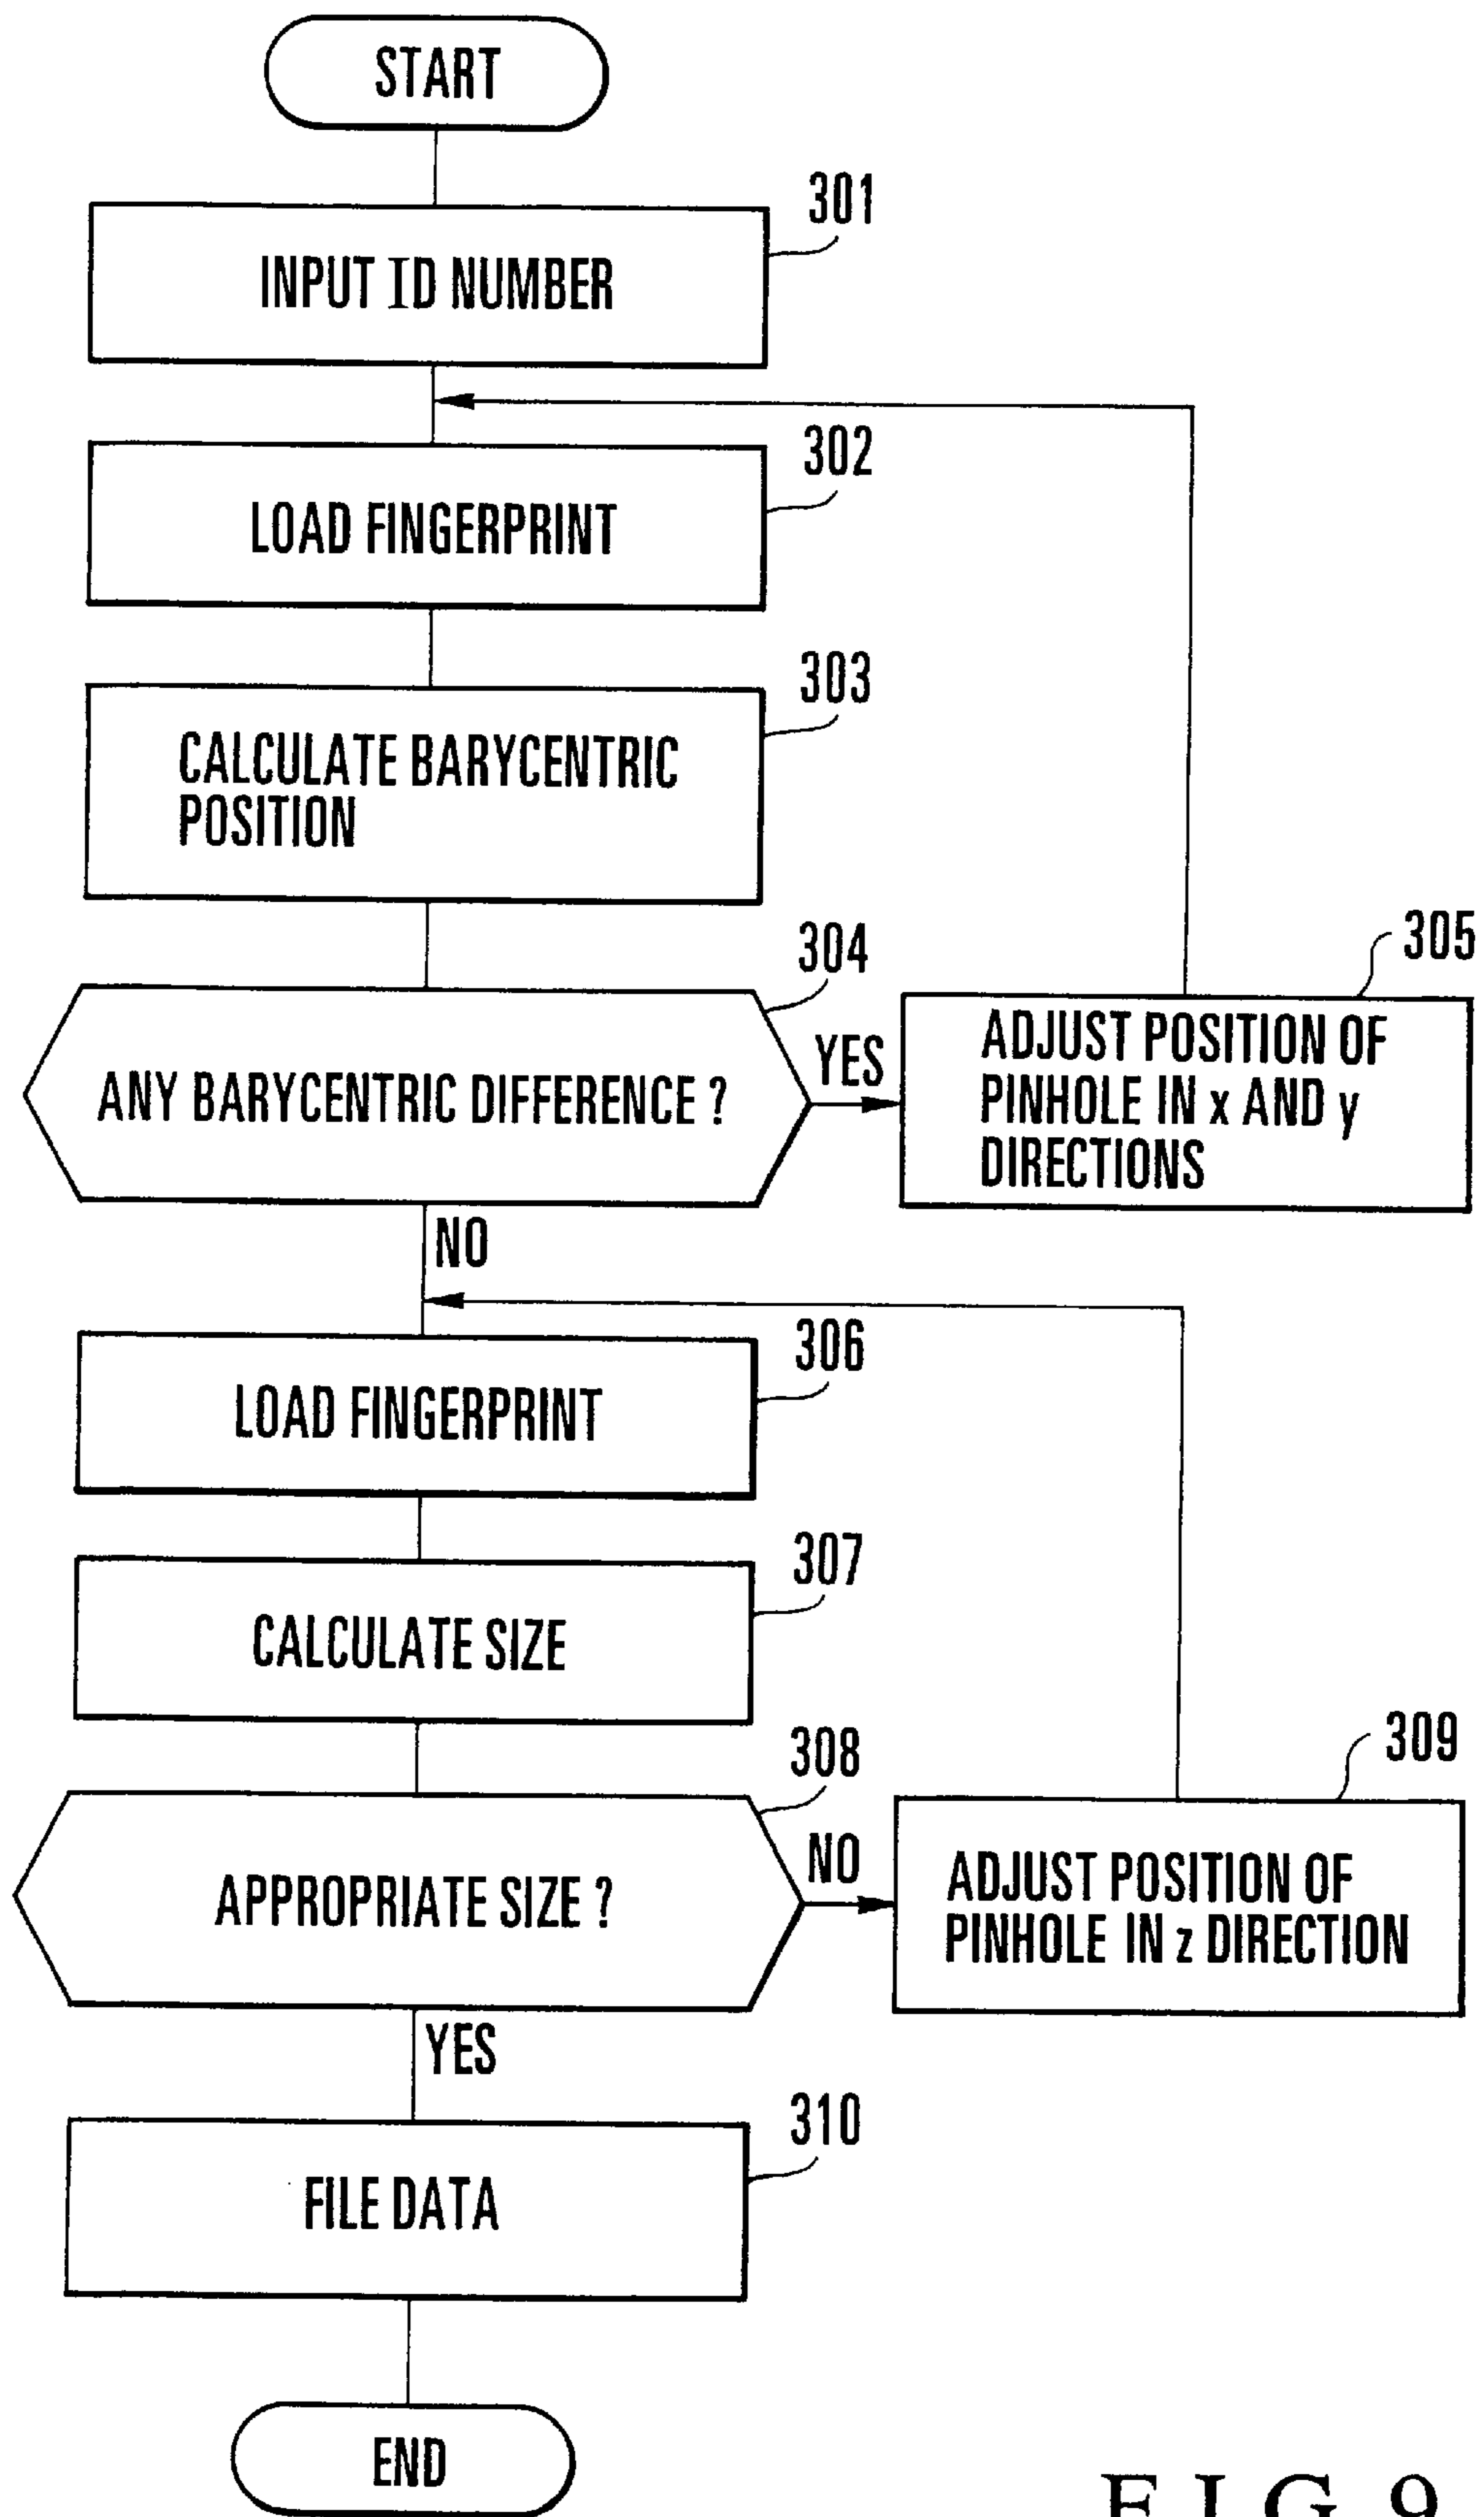 START
301
INPUT ID NUMBER
302
LOAD FINGERPRINT
303
CALCULATE BARYCENTRIC
POSITION
304
ANY BARYCENTRIC DIFFERENCE ?
YES
305
ADJUST POSITION OF
PINHOLE IN x AND y
DIRECTIONS
NO
306
LOAD FINGERPRINT
307
CALCULATE SIZE
308
APPROPRIATE SIZE ?
NO
309
ADJUST POSITION OF
PINHOLE IN z DIRECTION
YES
310
FILE DATA
END
FIG.9